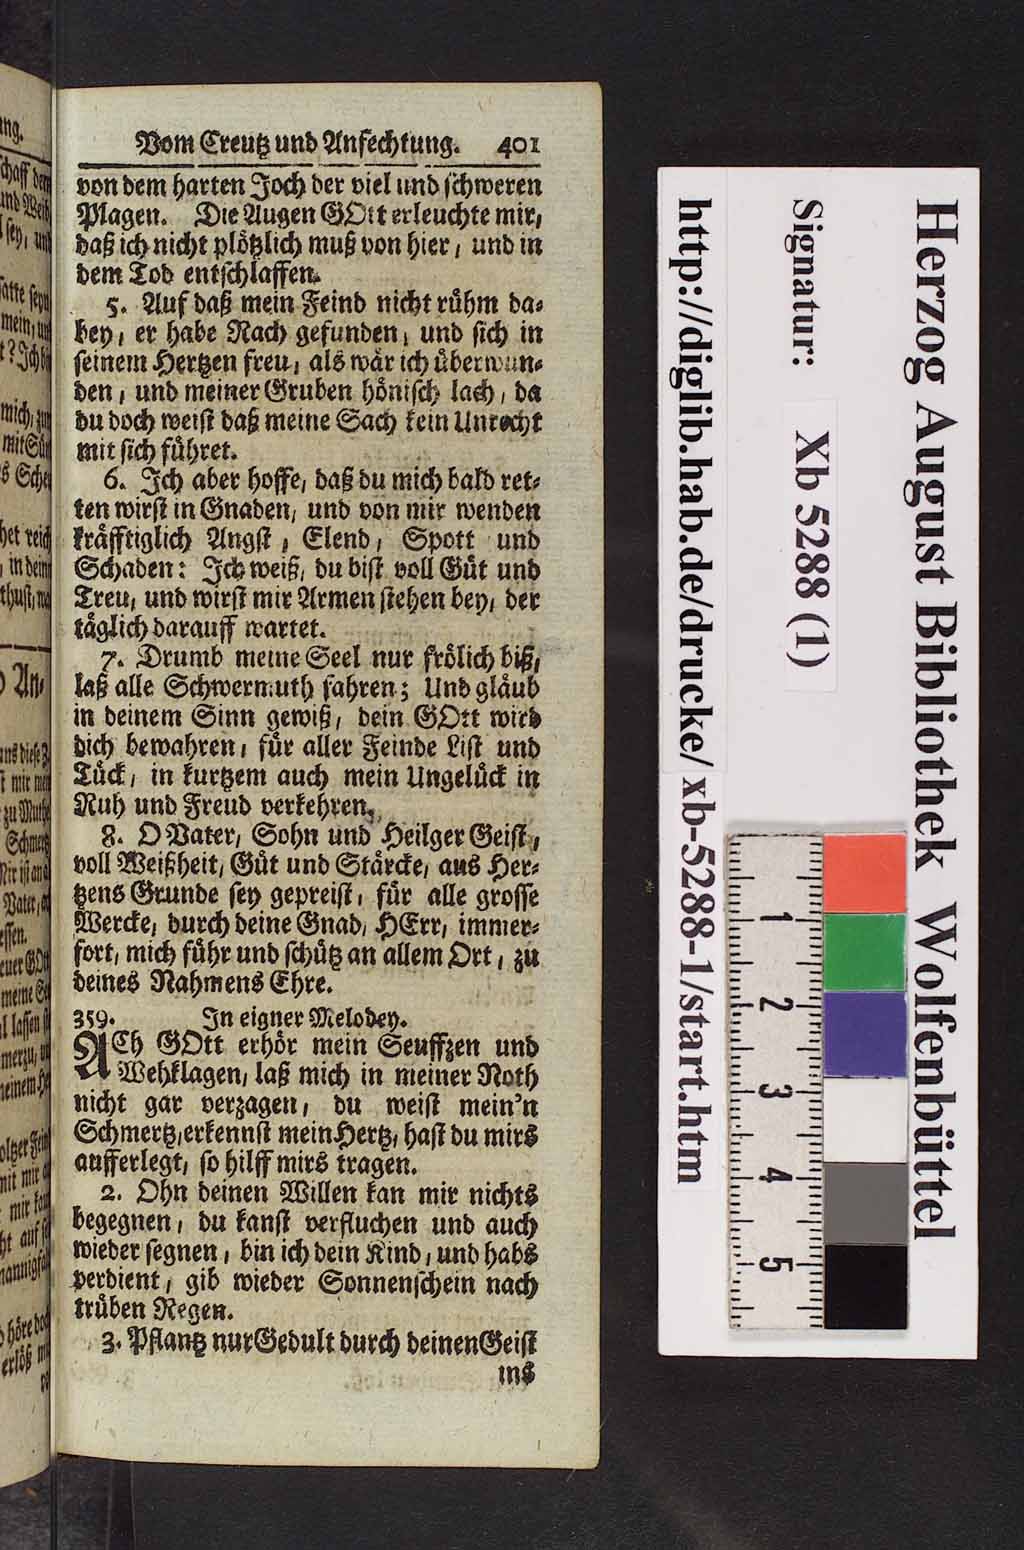 Vom Creutz und Anfechtung. 401
von dem harten Joch der viel und schweren
Plagen. Die Augen GOtt erleuchte mir,
daß ich nicht plötzlich muß von hier, und in
dem Tod entschlaffen.
5. Auf daß mein Feind nicht rühm da-
bey, er habe Rach gefunden, und sich in
seinem Hertzen freu, als wär ich überwun-
den, und meiner Gruben hönisch lach, da
du doch weist daß meine Sach kein Unrecht
mit sich führet.
6. Ich aber hoffe, daß du mich bald ret-
ten wirst in Gnaden, und von mir wenden
kräfftiglich Angst, Elend, Spott und
Schaden: Ich weiß, du bist voll Güt und
Treu, und wirst mir Armen stehen bey, der
täglich darauff wartet.
7. Drumb meine Seel nur frölich biß,
laß alle Schwermuth fahren; Und gläub
in deinem Sinn gewiß, dein GOtt wird
dich bewahren, für aller Feinde List und
Tück, in kurtzem auch mein Ungelück in
Ruh und Freud verkehren.
8. O Vater, Sohn und Heilger Geist,
voll Weißheit, Güt und Stärcke, aus Her-
tzens Grunde sey gepreist, für alle grosse
Wercke, durch deine Gnad, HErr, immer-
fort, mich führ und schütz an allem Ort, zu
deines Nahmens Ehre.
359. In eigner Melodey.
ACh GOtt erhör mein Seuffzen und
Wehklagen, laß mich in meiner Noth
nicht gar verzagen, du weist mein'n
Schmertz, erkennst mein Hertz, hast du mirs
aufferlegt, so hilff mirs tragen.
2. Ohn deinen Willen kan mir nichts
begegnen, du kanst verfluchen und auch
wieder segnen, bin ich dein Kind, und habs
verdient, gib wieder Sonnenschein nach
trüben Regen.
3. Pflantz nur Gedult durch deinen Geist
ins
Herzog August Bibliothek Wolfenbüttel
Signatur: Xb 5288 (1)
http://diglib.hab.de/drucke/xb-5288-1/start.htm
1
2
3
4
5